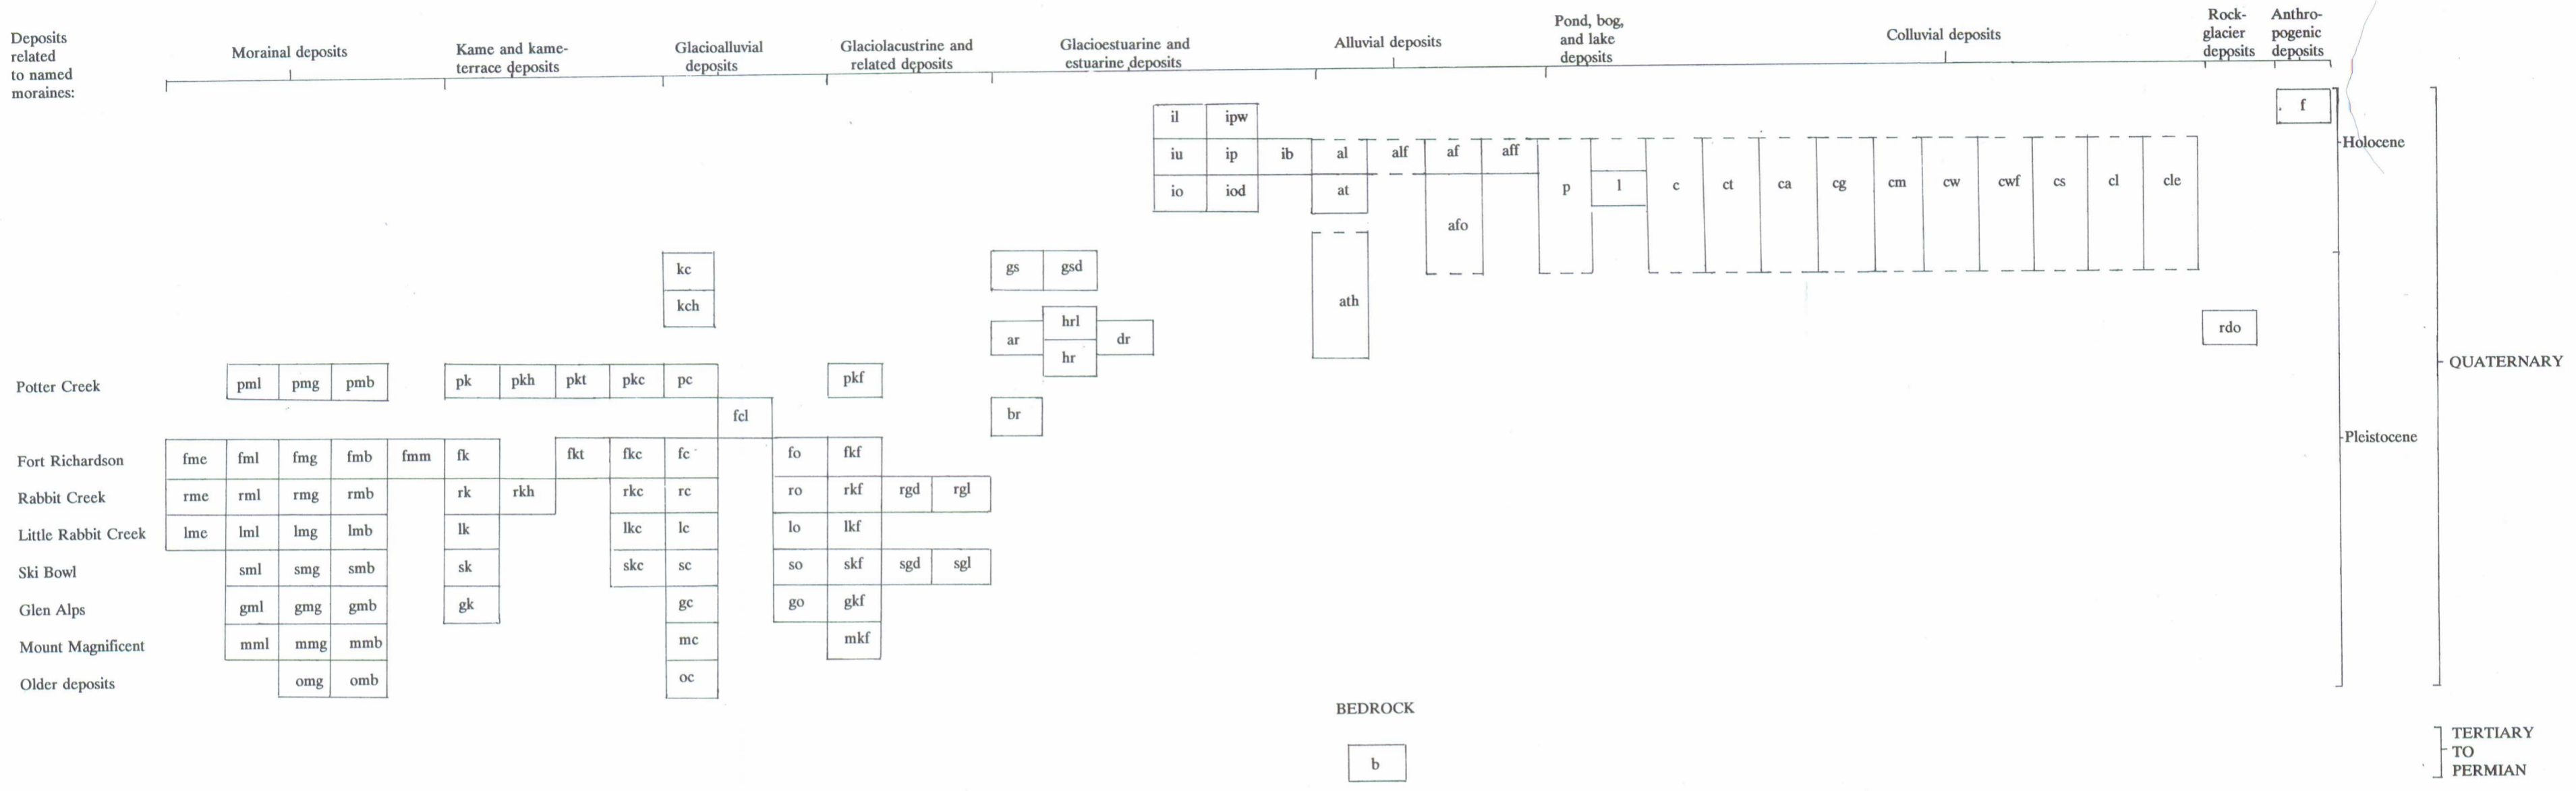 Deposits
related
to named
moraines:
Morainal deposits
Kame and kame-
terrace deposits
Glacioalluvial
deposits
Glaciolacustrine and
related deposits
Glacioestuarine and
estuarine deposits
Alluvial deposits
Pond, bog,
and lake
deposits
Colluvial deposits
Rock-
glacier
deposits
Anthro-
pogenic
deposits
f
il ipw
Holocene
iu ip ib al alf af aff
io iod at p l c ct ca cg cm cw cwf cs cl cle
afo
kc gs gsd
kch ath
hrl
ar dr rdo
hr
QUATERNARY
Potter Creek pml pmg pmb pk pkh pkt pkc pc pkf
fcl br
Pleistocene
Fort Richardson fme fml fmg fmb fmm fk fkt fkc fc fo fkf
Rabbit Creek rme rml rmg rmb rk rkh rkc rc ro rkf rgd rgl
Little Rabbit Creek lme lml lmg lmb lk lkc lc lo lkf
Ski Bowl sml smg smb sk skc sc so skf sgd sgl
Glen Alps gml gmg gmb gk gc go gkf
Mount Magnificent mml mmg mmb mc mkf
Older deposits omg omb oc
BEDROCK
b
TERTIARY
TO
PERMIAN